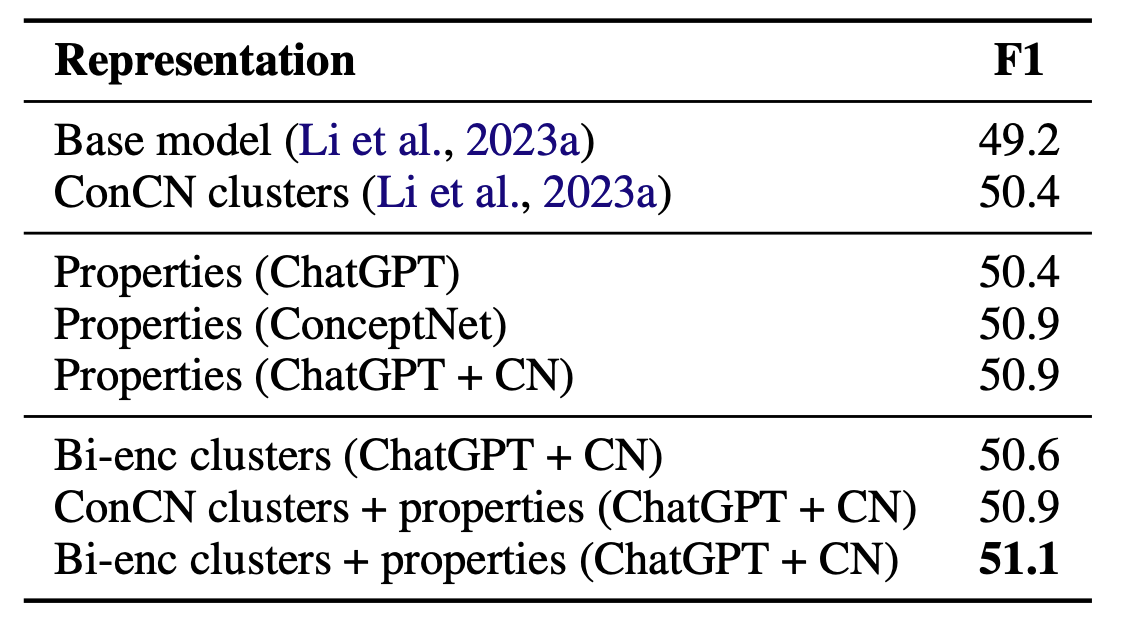 Representation F1
Base model (Li et al., 2023a) 49.2
ConCN clusters (Li et al., 2023a) 50.4
Properties (ChatGPT) 50.4
Properties (ConceptNet) 50.9
Properties (ChatGPT + CN) 50.9
Bi-enc clusters (ChatGPT + CN) 50.6
ConCN clusters + properties (ChatGPT + CN) 50.9
Bi-enc clusters + properties (ChatGPT + CN) 51.1